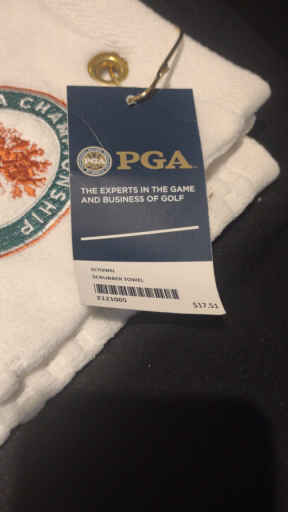 A CHAMPIONSHIP
PGA
PGA
THE EXPERTS IN THE GAME
AND BUSINESS OF GOLF
SCRUBBER TOWEL
$17.51